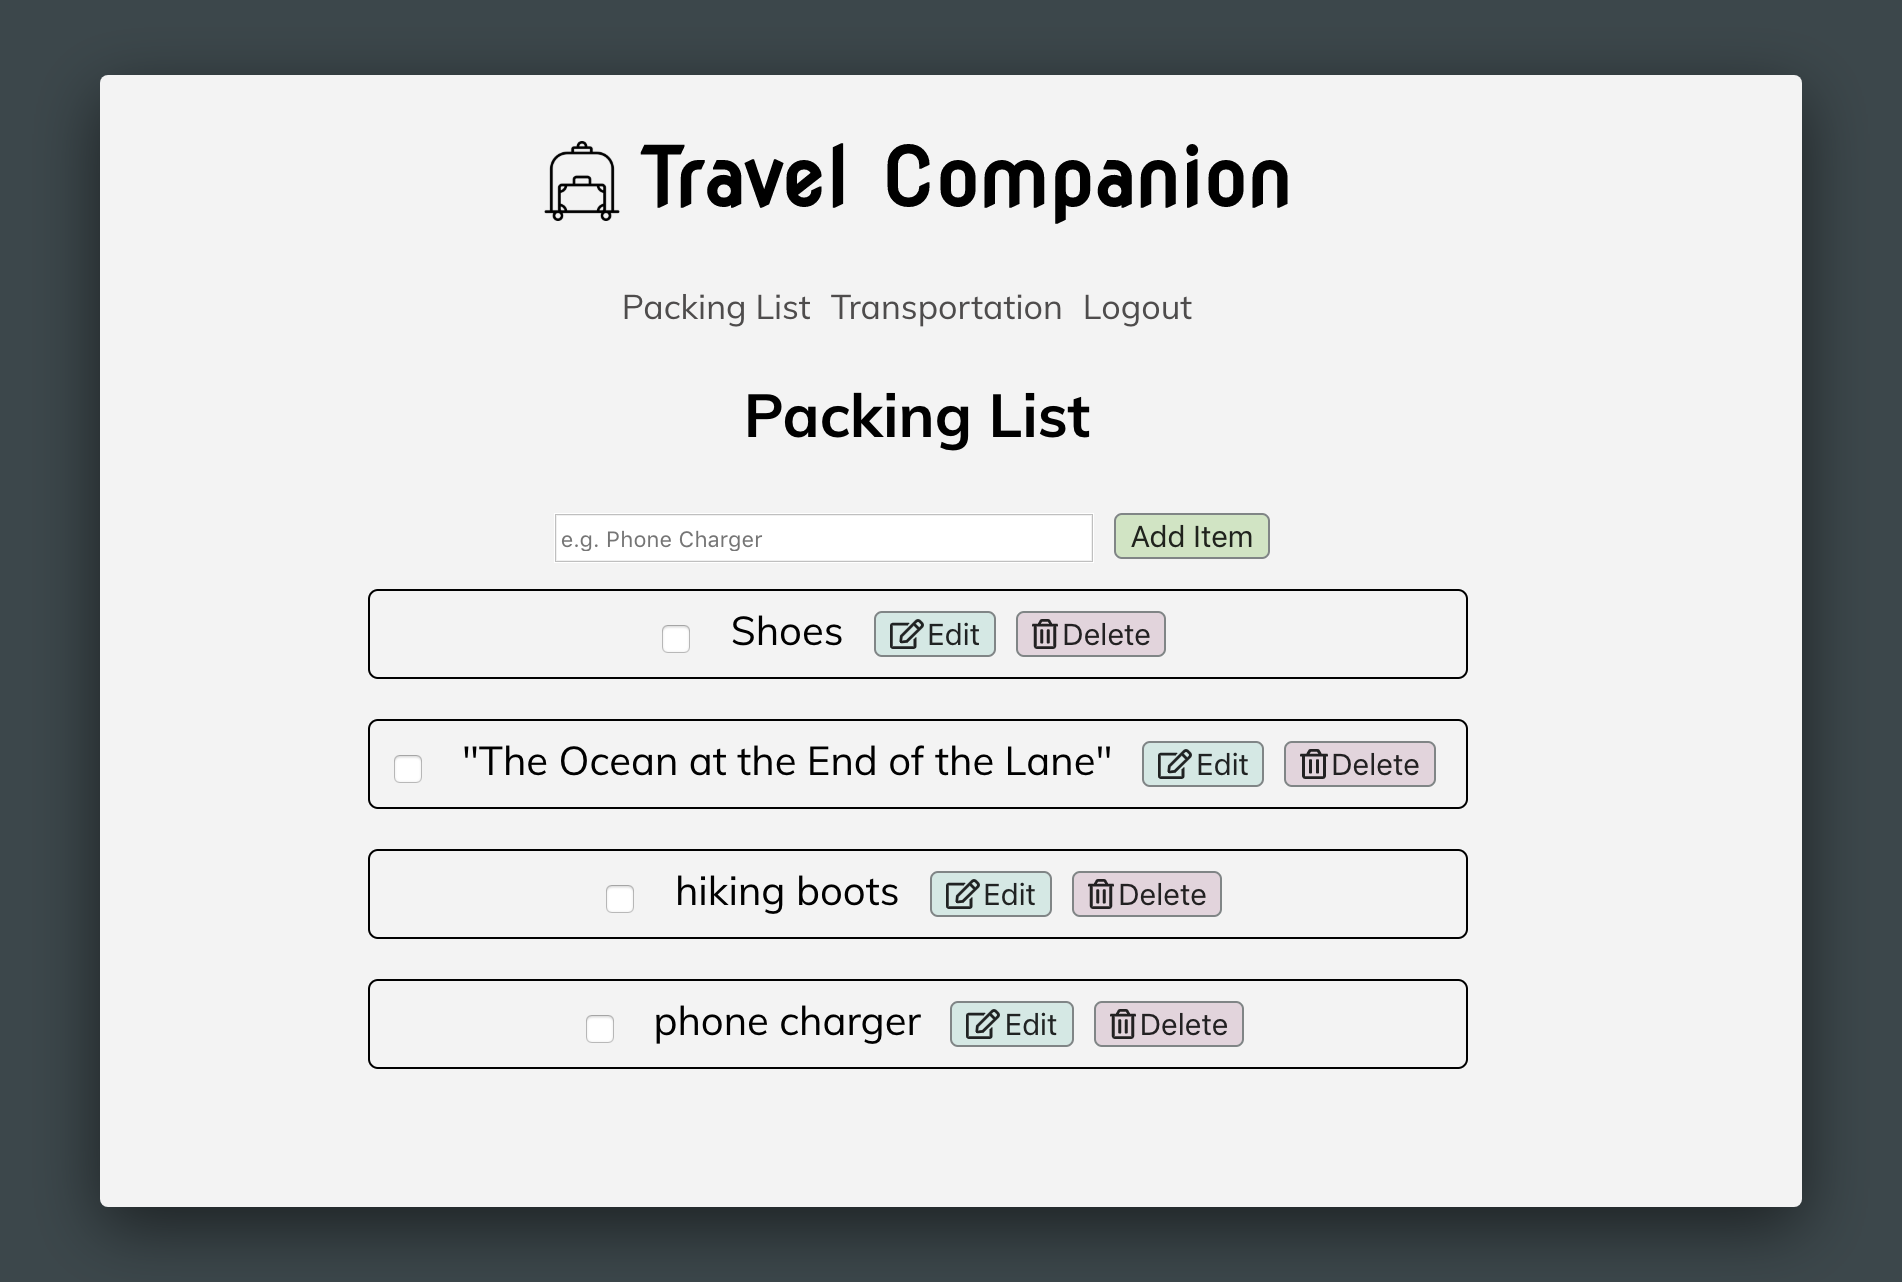 Travel Companion
Packing List Transportation Logout
Packing List
e.g. Phone Charger Add Item
Shoes Edit Delete
"The Ocean at the End of the Lane" Edit Delete
hiking boots Edit Delete
phone charger Edit Delete